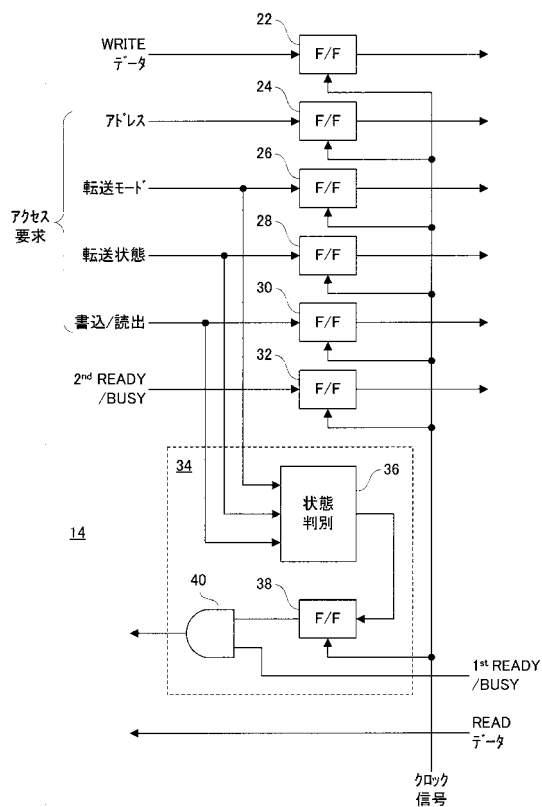 22
WRITE
データ
F/F
24
アドレス
F/F
26
転送モード
F/F
アクセス
要求
28
転送状態
F/F
30
書込/読出
F/F
32
2nd READY
/BUSY
F/F
34
36
状態
判別
14
40
38
F/F
1st READY
/BUSY
READ
データ
クロック
信号